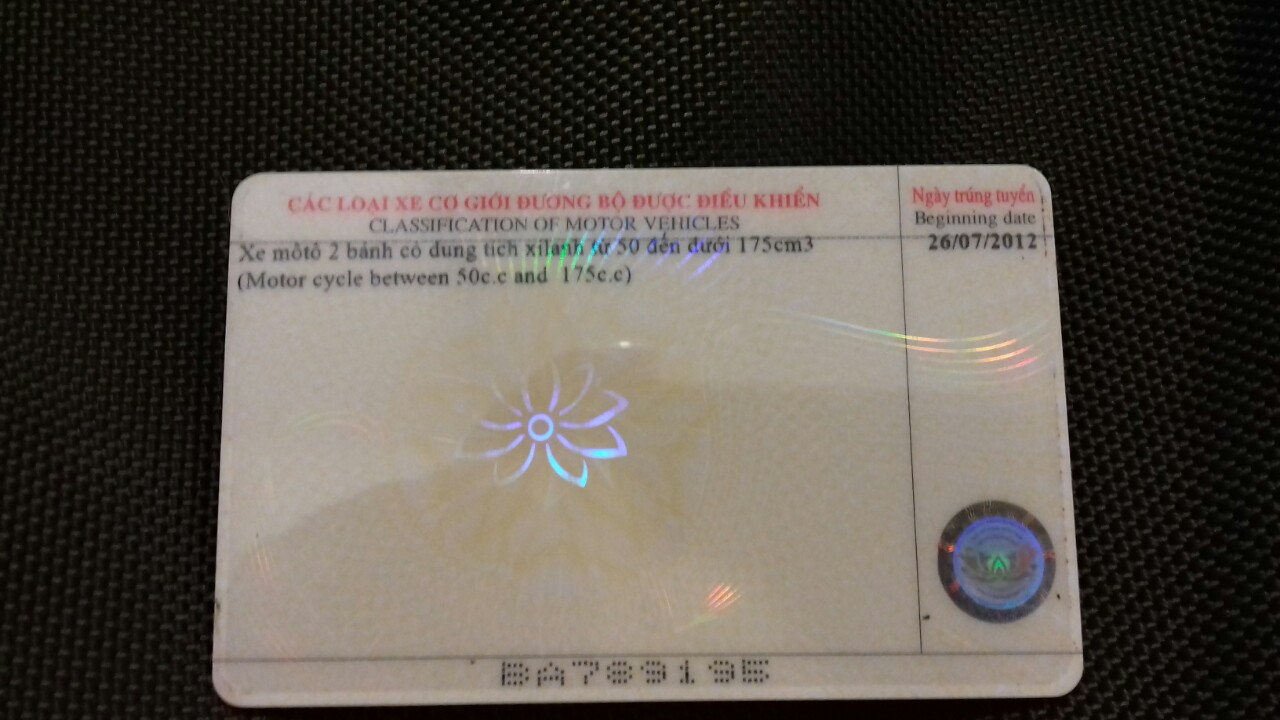 CÁC LOẠI XE CƠ GIỚI ĐƯỜNG BỘ ĐƯỢC ĐIỀU KHIỂN
CLASSIFICATION OF MOTOR VEHICLES
Ngày trúng tuyển
Beginning date
Xe môtô 2 bánh có dung tích xilanh từ 50 đến dưới 175cm3
(Motor cycle between 50c.c and 175c.c)
26/07/2012
BA789195